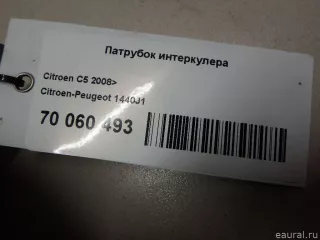 Патрубок интеркулера
Citroen C5 2008>
Citroen-Peugeot 1440J1
70 060 493
eaural.ru/